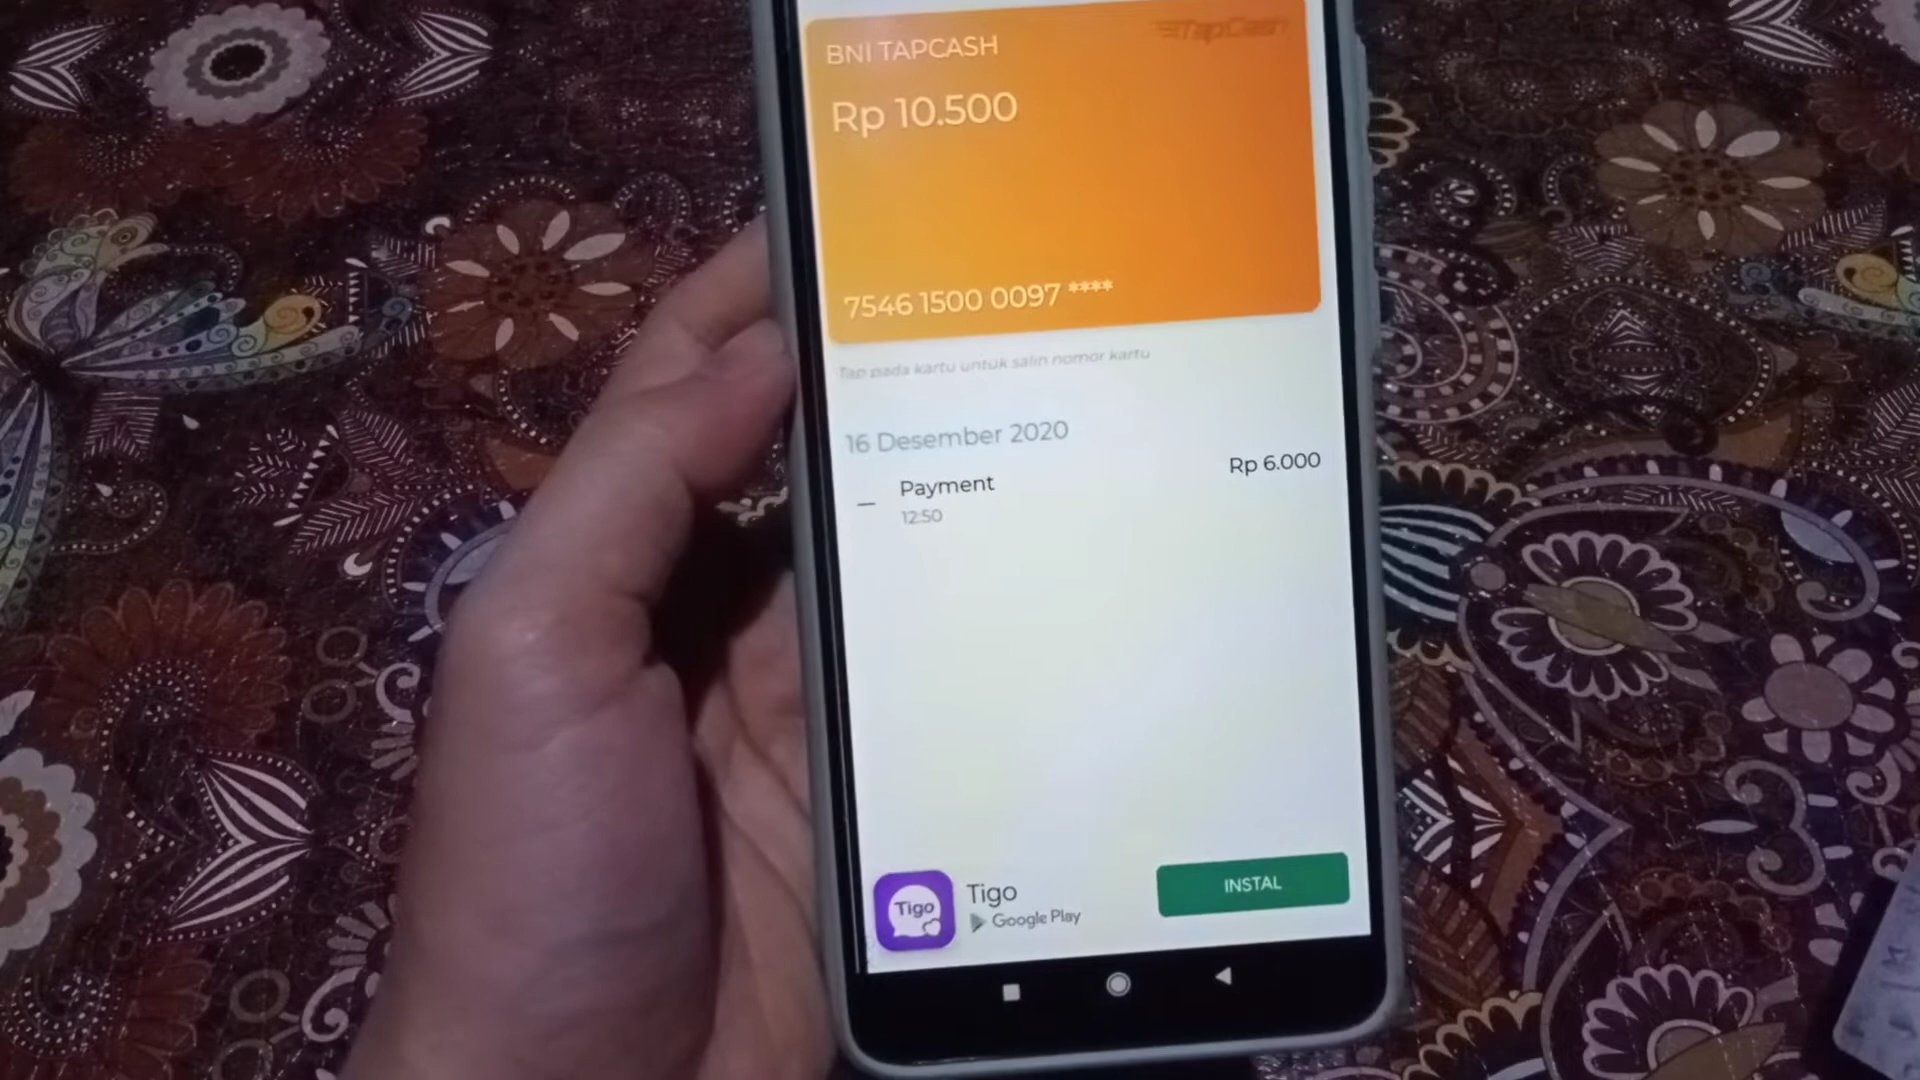 BNI TAPCASH
TapCash
Rp 10.500
7546 1500 0097 ****
Tap pada kartu untuk salin nomor kartu
16 Desember 2020
Payment
Rp 6.000
12:50
Tigo
Tigo
Google Play
INSTAL